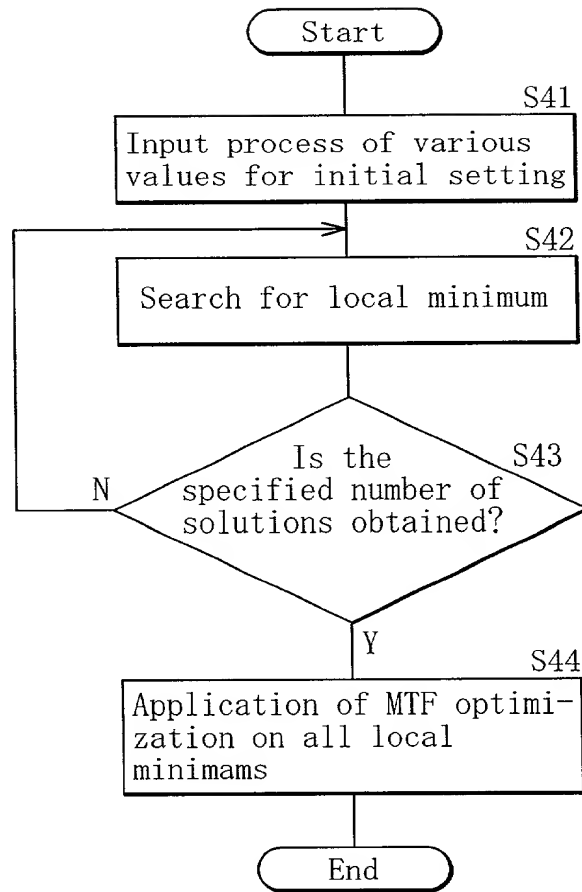 Start
S41
Input process of various
values for initial setting
S42
Search for local minimum
S43
Is the
specified number of
solutions obtained?
N
Y
S44
Application of MTF optimi-
zation on all local
minimams
End